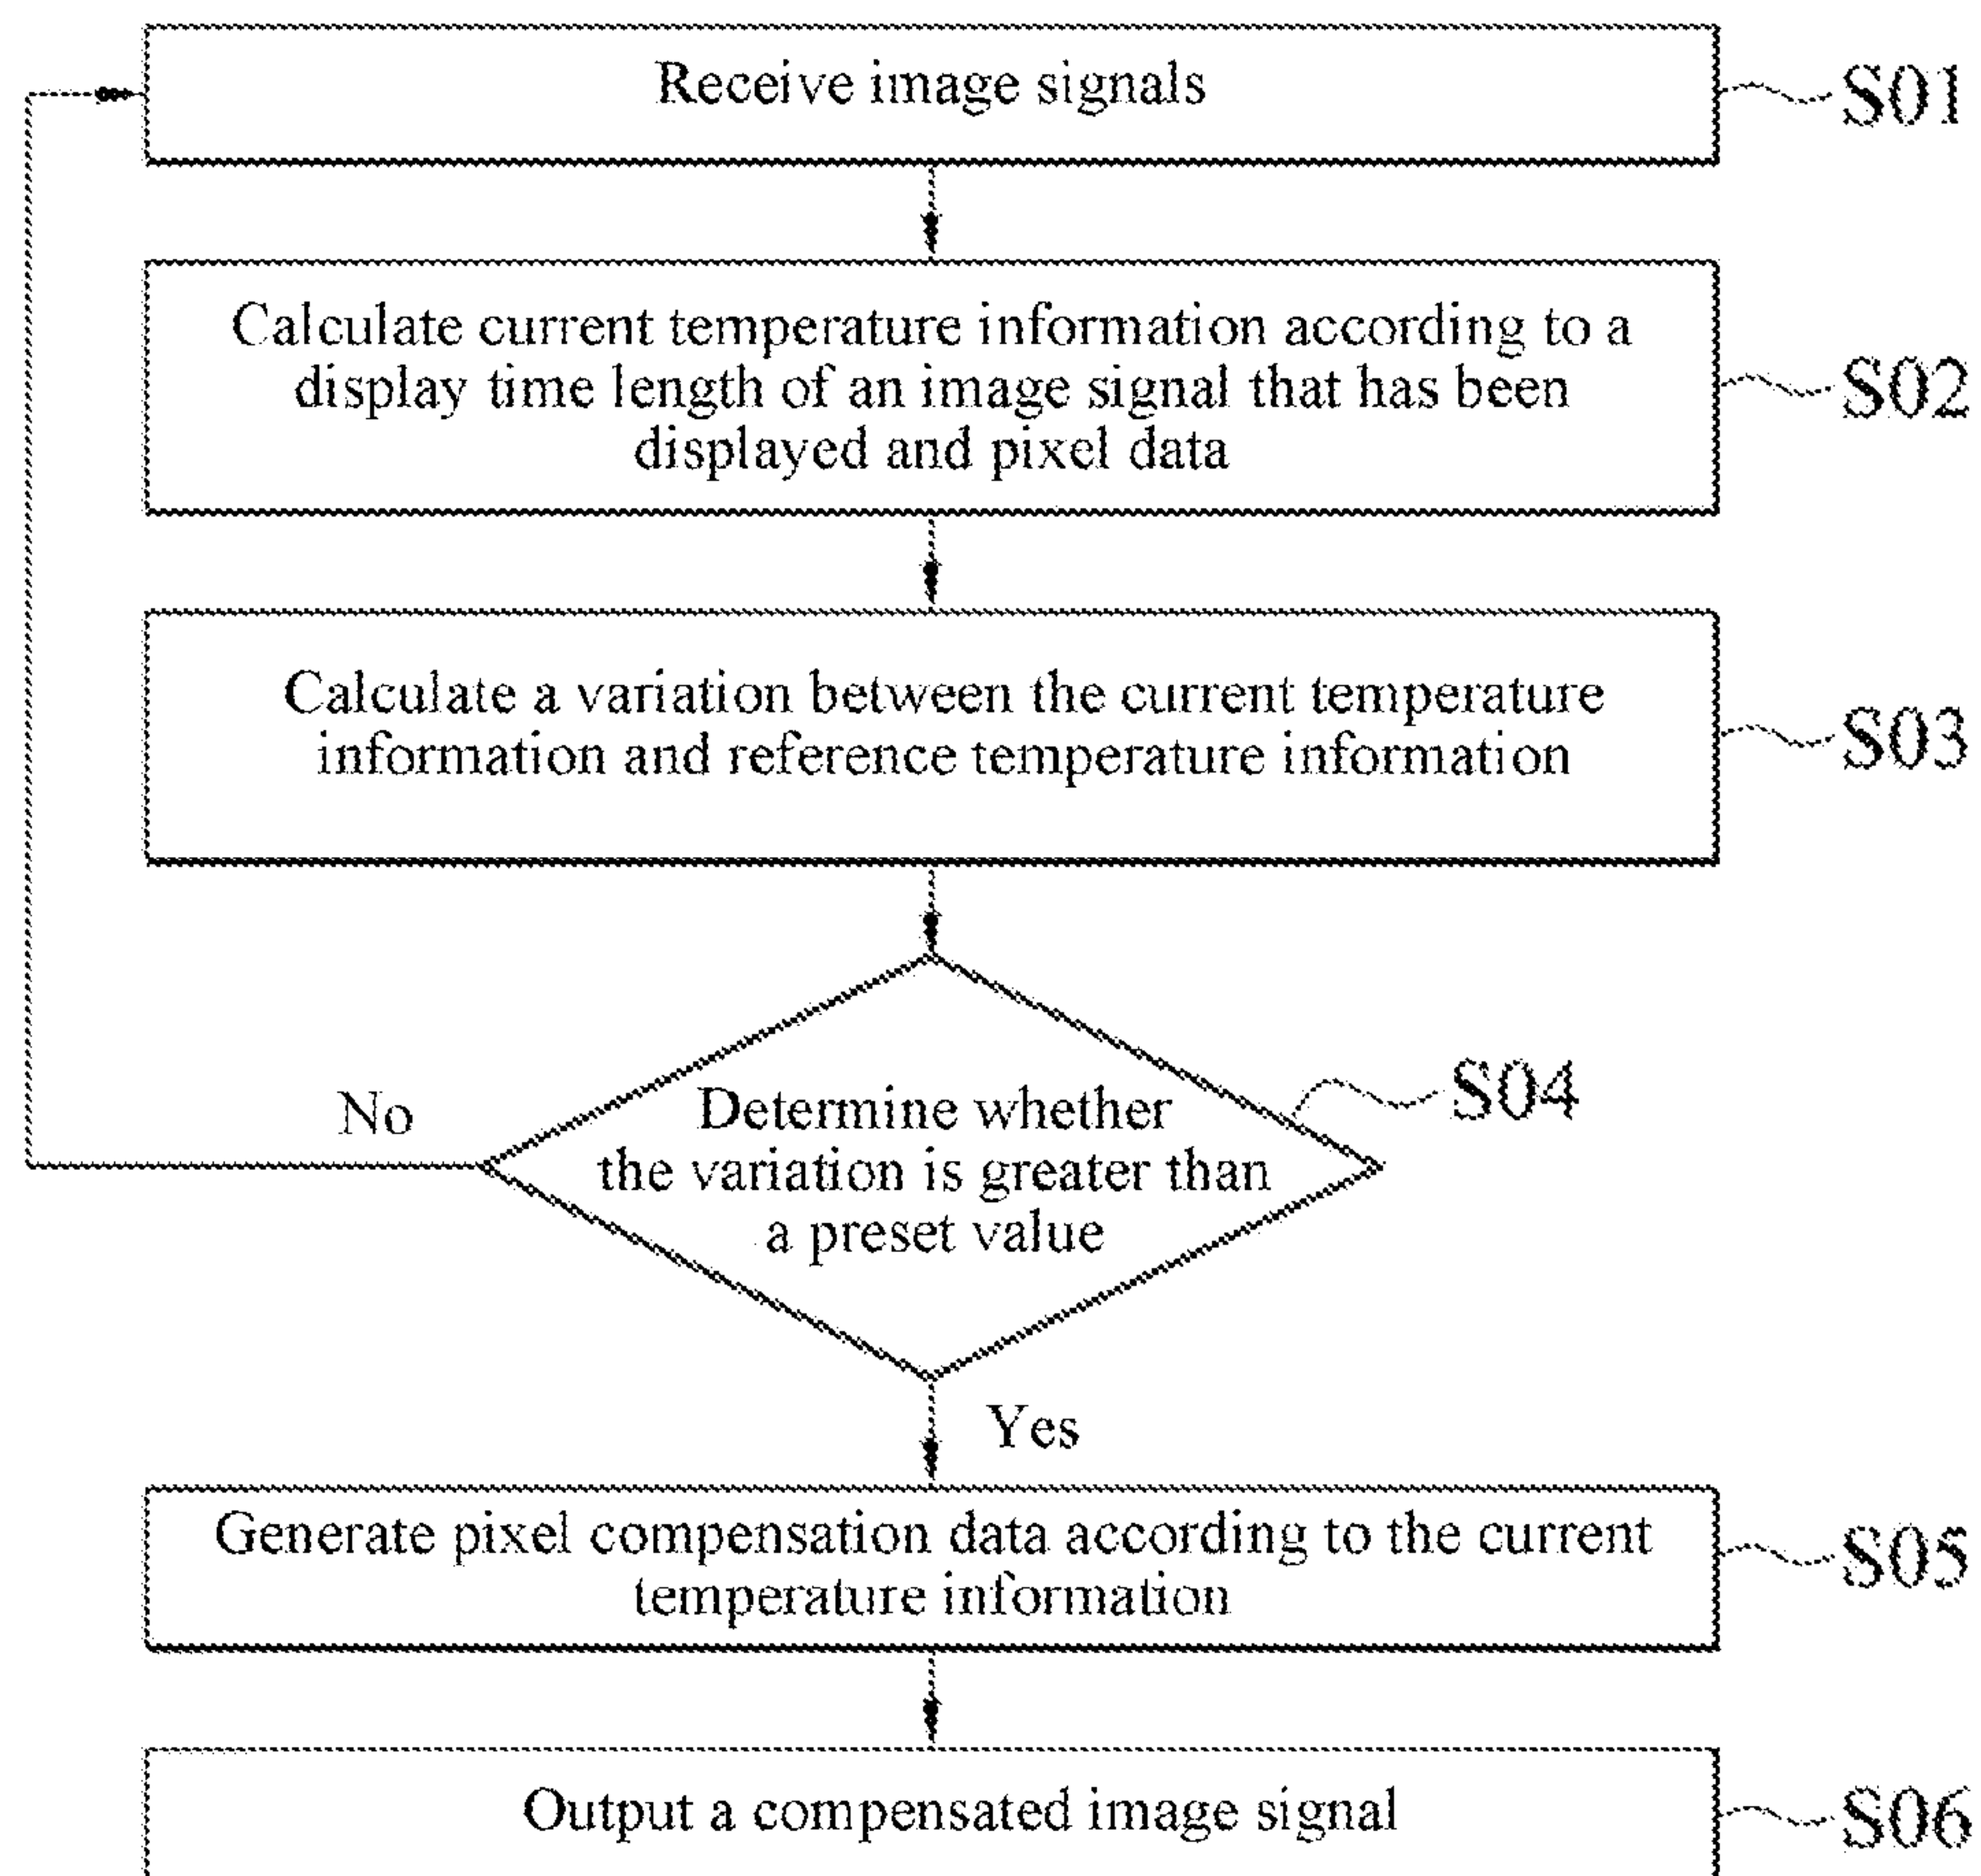 Receive image signals
S01
Calculate current temperature information according to a
display time length of an image signal that has been
displayed and pixel data
S02
Calculate a variation between the current temperature
information and reference temperature information
S03
No
Determine whether
the variation is greater than
a preset value
S04
Yes
Generate pixel compensation data according to the current
temperature information
S05
Output a compensated image signal
S06